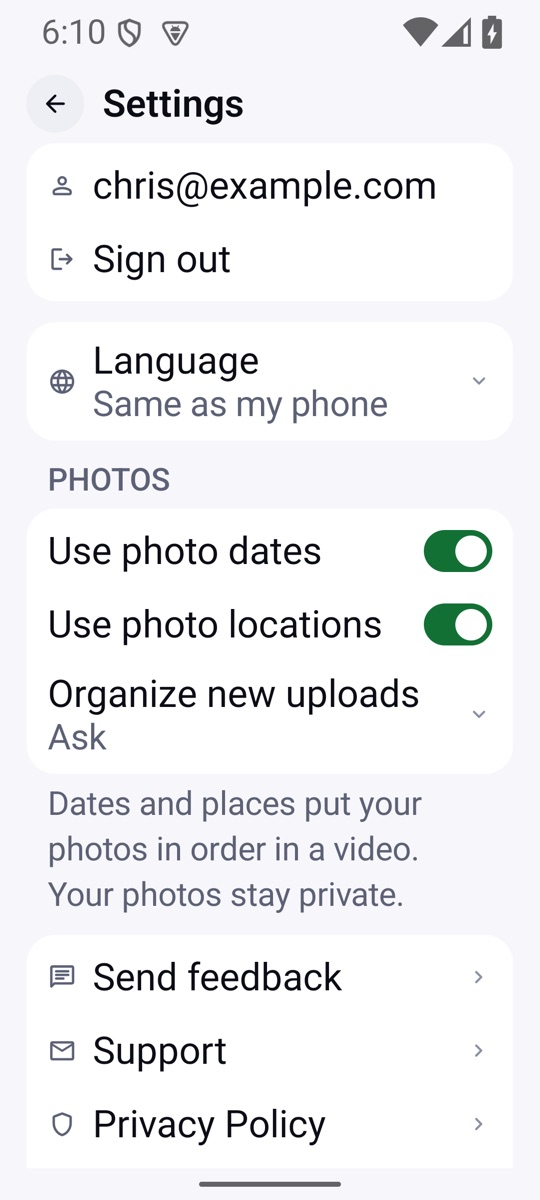 6:10
Settings
chris@example.com
Sign out
Language
Same as my phone
PHOTOS
Use photo dates
Use photo locations
Organize new uploads
Ask
Dates and places put your
photos in order in a video.
Your photos stay private.
Send feedback
Support
Privacy Policy